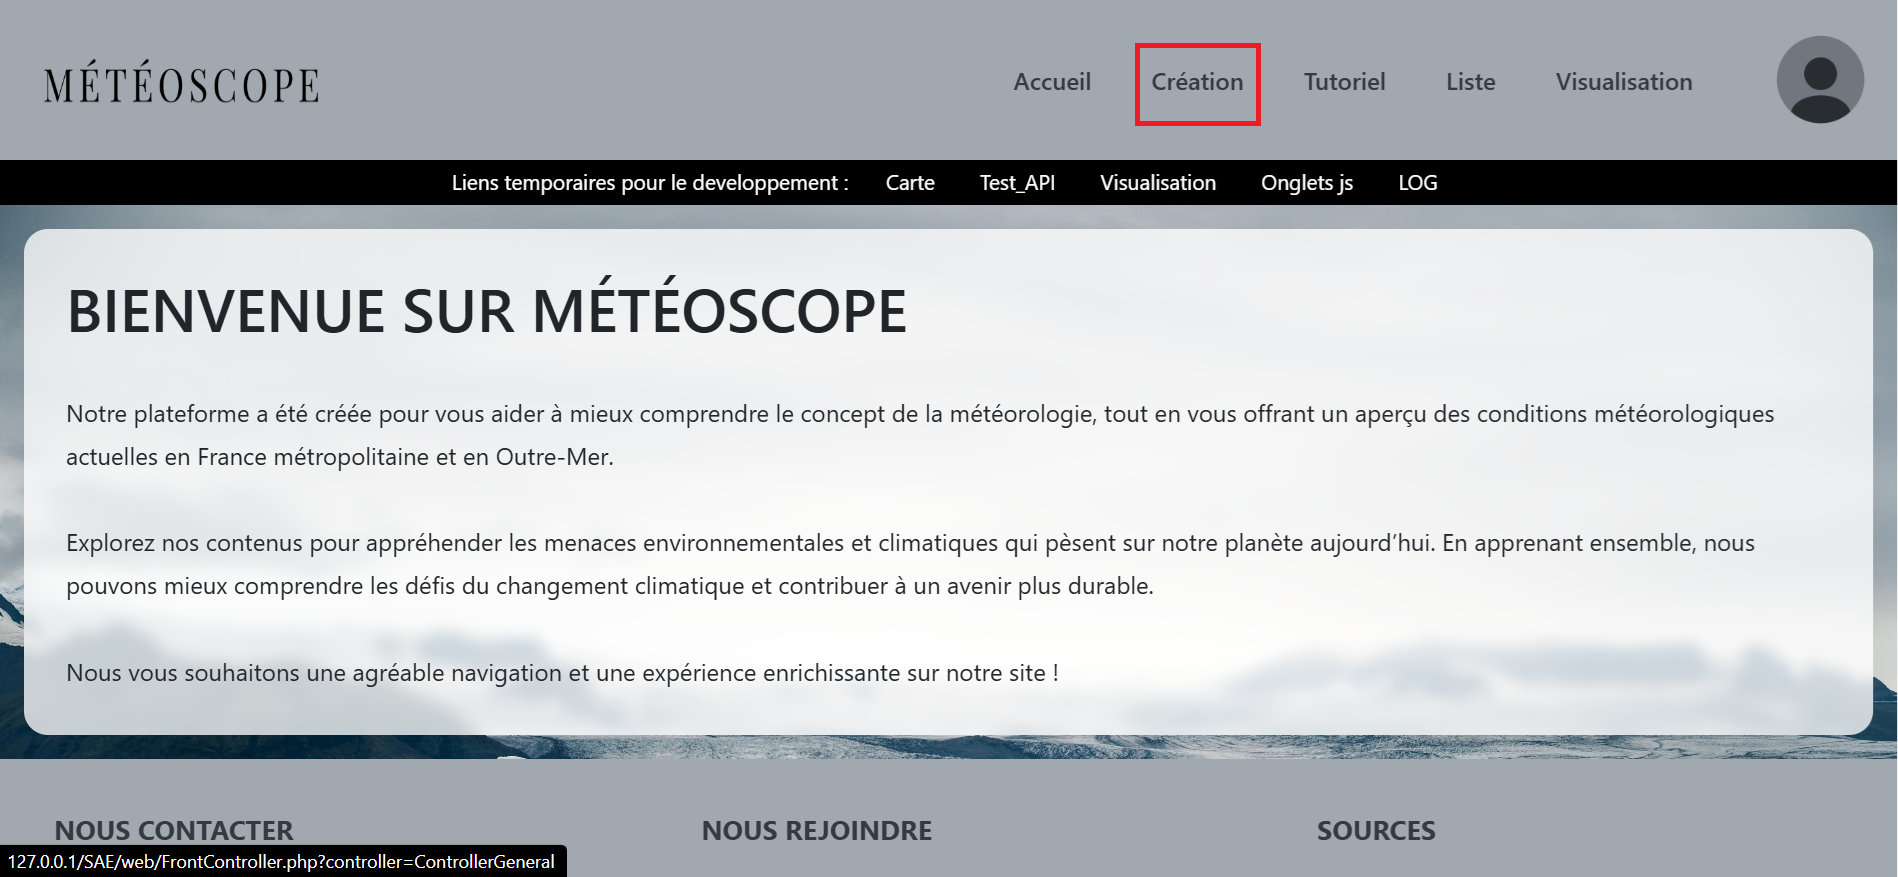 MÉTÉOSCOPE
Accueil
Création
Tutoriel
Liste
Visualisation
Liens temporaires pour le developpement :
Carte
Test_API
Visualisation
Onglets js
LOG
BIENVENUE SUR MÉTÉOSCOPE
Notre plateforme a été créée pour vous aider à mieux comprendre le concept de la météorologie, tout en vous offrant un aperçu des conditions météorologiques
actuelles en France métropolitaine et en Outre-Mer.
Explorez nos contenus pour appréhender les menaces environnementales et climatiques qui pèsent sur notre planète aujourd’hui. En apprenant ensemble, nous
pouvons mieux comprendre les défis du changement climatique et contribuer à un avenir plus durable.
Nous vous souhaitons une agréable navigation et une expérience enrichissante sur notre site !
NOUS CONTACTER
NOUS REJOINDRE
SOURCES
127.0.0.1/SAE/web/FrontController.php?controller=ControllerGeneral